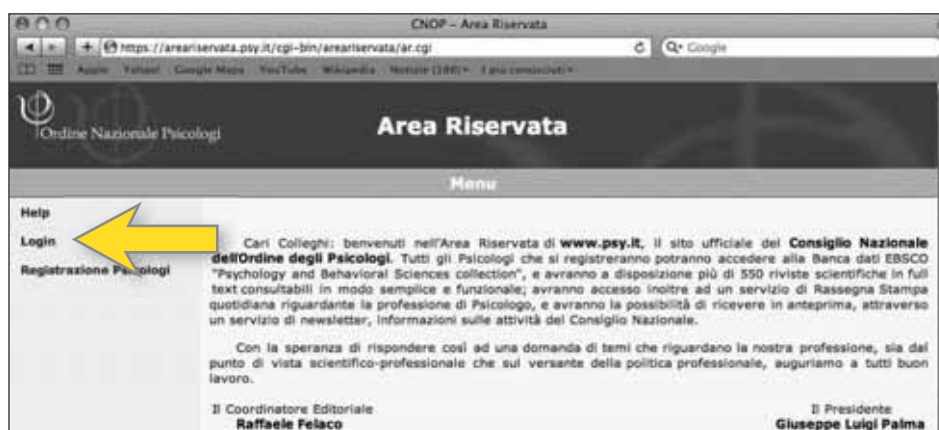 CNOP – Area Riservata
https://areariservata.psy.it/cgi-bin/areariservata/ar.cgi
Google
Apple Yahoo! Google Maps YouTube Wikipedia Notizie
Ordine Nazionale Psicologi
Area Riservata
Menu
Help
Login
Registrazione Psicologi
Cari Colleghi: benvenuti nell'Area Riservata di www.psy.it, il sito ufficiale del Consiglio Nazionale
dell'Ordine degli Psicologi. Tutti gli Psicologi che si registreranno potranno accedere alla Banca dati EBSCO
"Psychology and Behavioral Sciences collection", e avranno a disposizione più di 550 riviste scientifiche in full
text consultabili in modo semplice e funzionale; avranno accesso inoltre ad un servizio di Rassegna Stampa
quotidiana riguardante la professione di Psicologo, e avranno la possibilità di ricevere in anteprima, attraverso
un servizio di newsletter, informazioni sulle attività del Consiglio Nazionale.
Con la speranza di rispondere così ad una domanda di temi che riguardano la nostra professione, sia dal
punto di vista scientifico-professionale che sul versante della politica professionale, auguriamo a tutti buon
lavoro.
Il Coordinatore Editoriale
Raffaele Felaco
Il Presidente
Giuseppe Luigi Palma